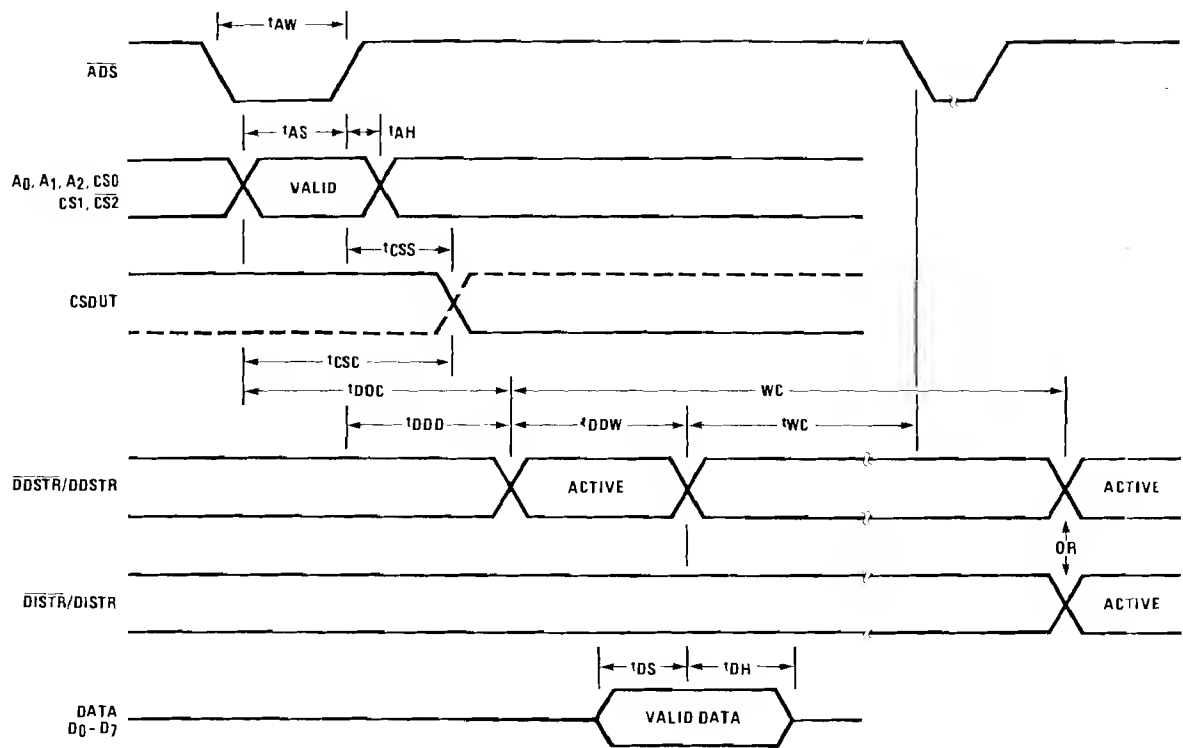 tAW
ADS
tAS
tAH
A0, A1, A2, CS0
CS1, CS2
VALID
tCSS
CSOUT
tCSC
tDOC
WC
tDDD
tDDW
tWC
DDSTR/DDSTR
ACTIVE
ACTIVE
OR
DISTR/DISTR
ACTIVE
tDS
tDH
DATA
D0-D7
VALID DATA